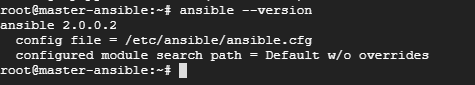 root@master-ansible:~# ansible --version
ansible 2.0.0.2
  config file = /etc/ansible/ansible.cfg
  configured module search path = Default w/o overrides
root@master-ansible:~#